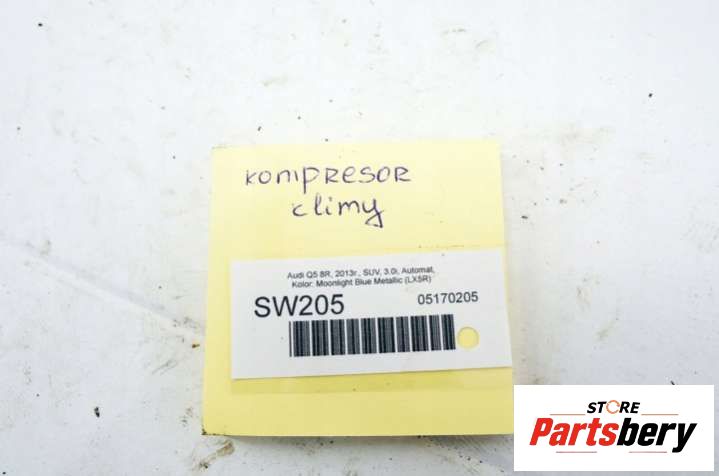 kompresor
climy
Audi Q5 8R, 2013r., SUV, 3.0i, Automat,
Kolor: Moonlight Blue Metallic (LX5R)
SW205 05170205
STORE
Partsbery